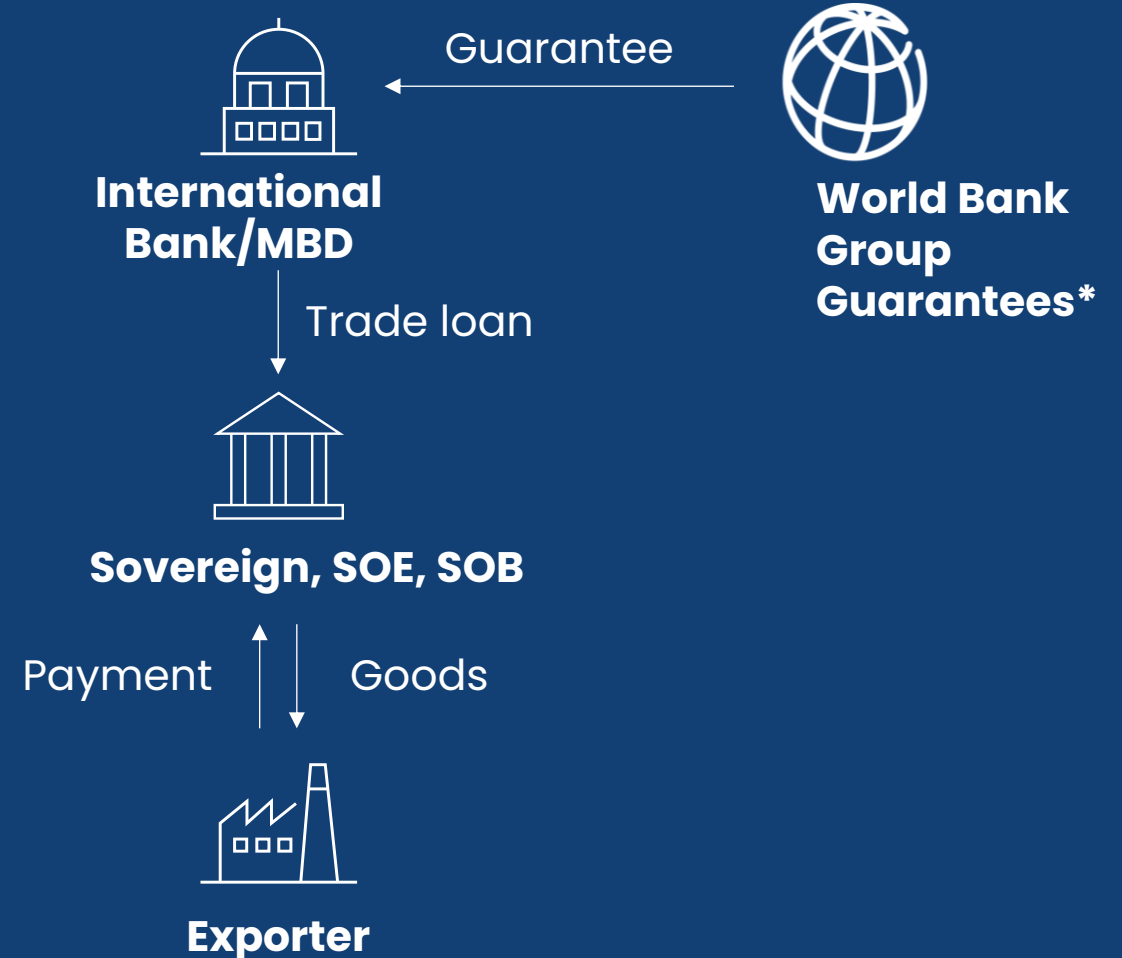 Guarantee
International
Bank/MBD
World Bank
Group
Guarantees*
Trade loan
Sovereign, SOE, SOB
Payment
Goods
Exporter